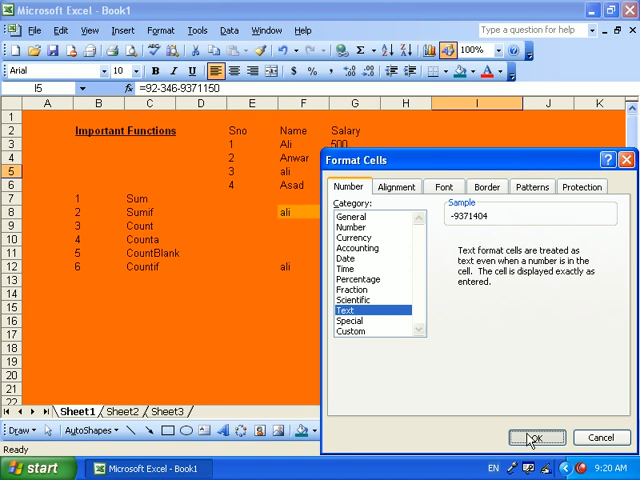 Microsoft Excel - Book1
File Edit View Insert Format Tools Data Window Help
Type a question for help
100%
Arial 10 B I U
I5 fx =92-346-9371150
A B C D E F G H I J K
1
2 Important Functions Sno Name Salary
3 1 Ali 500
4 2 Anwar
5 3 ali
6 4 Asad
7 1 Sum
8 2 Sumif ali
9 3 Count
10 4 Counta
11 5 CountBlank
12 6 Countif ali
13
14
15
16
17
18
19
20
21
22
Format Cells
Number Alignment Font Border Patterns Protection
Category:
General
Number
Currency
Accounting
Date
Time
Percentage
Fraction
Scientific
Text
Special
Custom
Sample
-9371404
Text format cells are treated as
text even when a number is in the
cell. The cell is displayed exactly as
entered.
OK Cancel
Sheet1 Sheet2 Sheet3
Draw AutoShapes
Ready
start Microsoft Excel - Book1 EN 9:20 AM